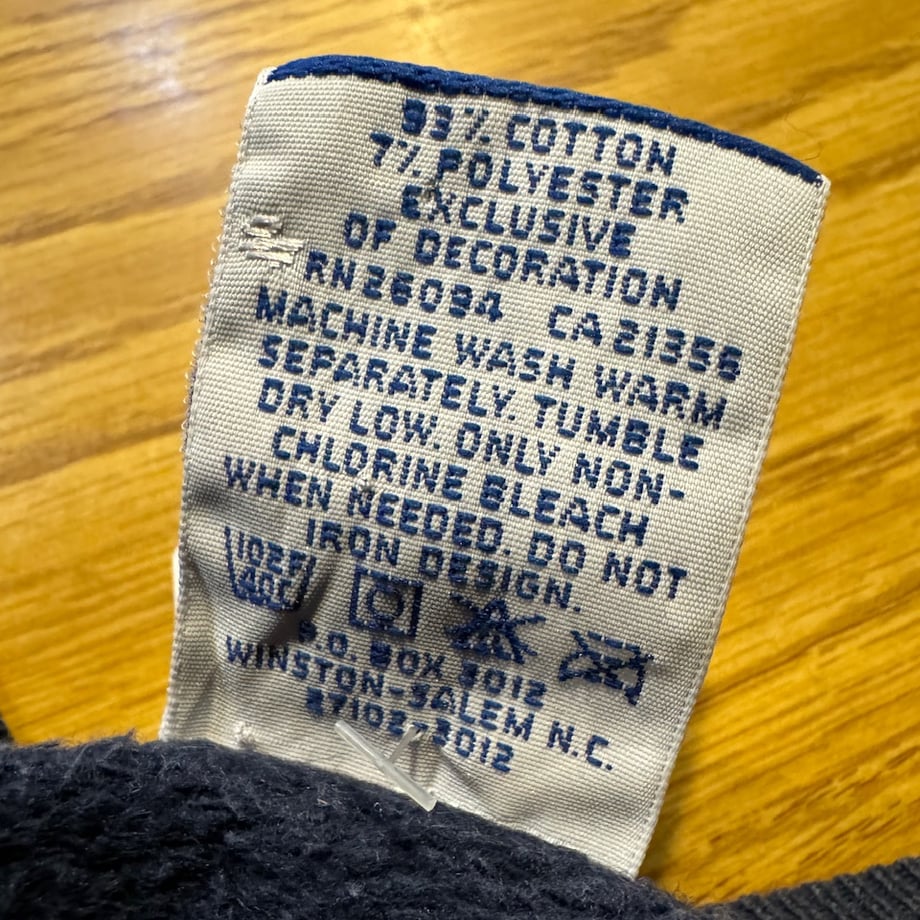 93% COTTON
7% POLYESTER
EXCLUSIVE
OF DECORATION
RN26094 CA21356
MACHINE WASH WARM
SEPARATELY. TUMBLE
DRY LOW. ONLY NON-
CHLORINE BLEACH
WHEN NEEDED. DO NOT
IRON DESIGN.
102F
40C
P.O. BOX 3012
WINSTON-SALEM N.C.
27102-3012